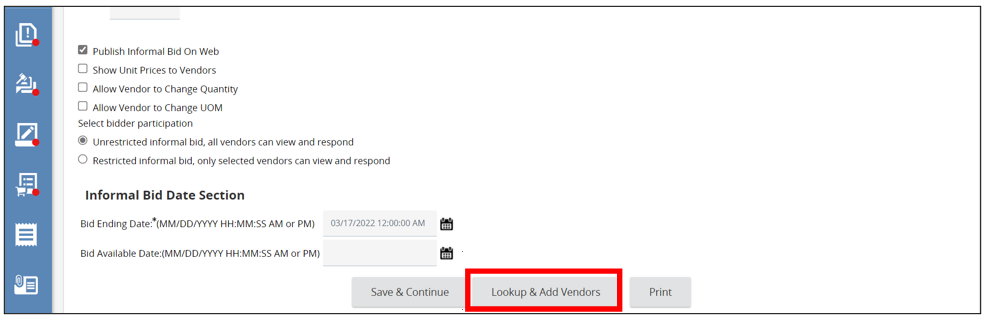 Publish Informal Bid On Web
Show Unit Prices to Vendors
Allow Vendor to Change Quantity
Allow Vendor to Change UOM
Select bidder participation
Unrestricted informal bid, all vendors can view and respond
Restricted informal bid, only selected vendors can view and respond
Informal Bid Date Section
Bid Ending Date:*(MM/DD/YYYY HH:MM:SS AM or PM) 03/17/2022 12:00:00 AM
Bid Available Date:(MM/DD/YYYY HH:MM:SS AM or PM)
Save & Continue Lookup & Add Vendors Print